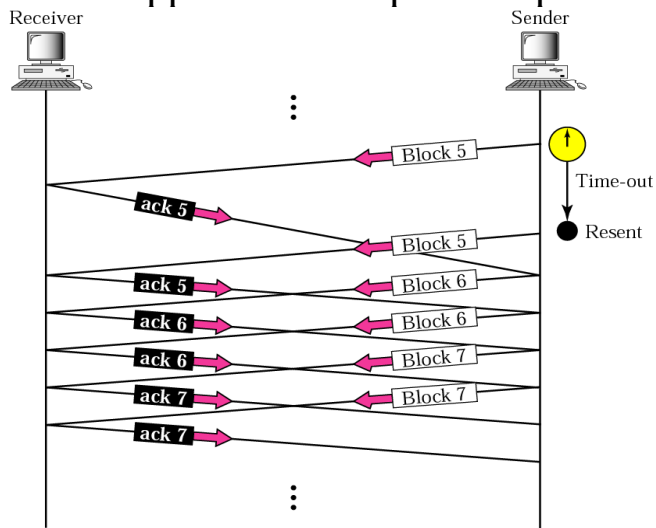 Receiver
Sender
Block 5
Time-out
ack 5
Resent
Block 5
ack 5
Block 6
ack 6
Block 6
ack 6
Block 7
ack 7
Block 7
ack 7